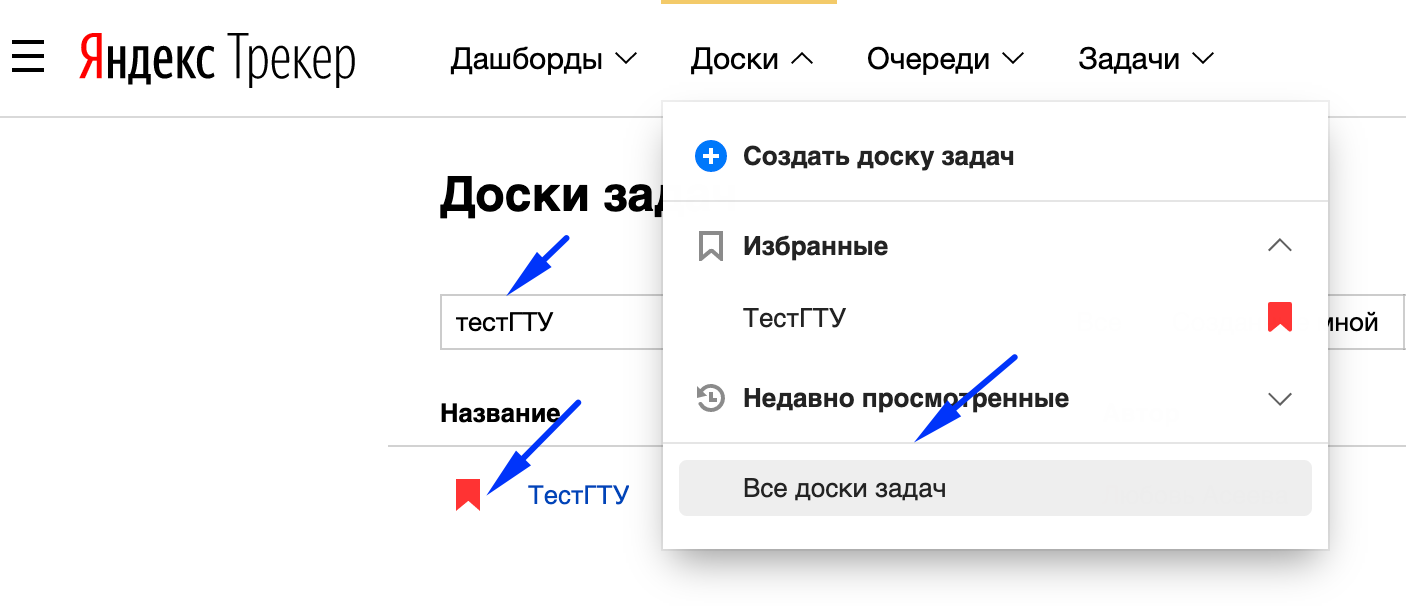 Яндекс Трекер Дашборды Доски Очереди Задачи
Создать доску задач
Доски за
Избранные
тестГТУ
ТестГТУ
мной
Недавно просмотренные
Название
Все доски задач
ТестГТУ